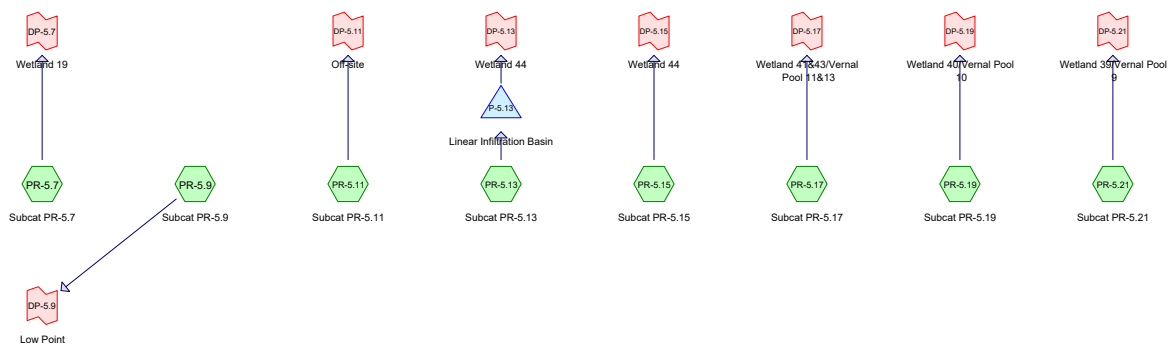 DP-5.7
DP-5.11
DP-5.13
DP-5.15
DP-5.17
DP-5.19
DP-5.21
Wetland 19
Off-site
Wetland 44
Wetland 44
Wetland 41&43/Vernal
Pool 11&13
Wetland 40/Vernal Pool
10
Wetland 39/Vernal Pool
9
P-5.13
Linear Infiltration Basin
PR-5.7
PR-5.9
PR-5.11
PR-5.13
PR-5.15
PR-5.17
PR-5.19
PR-5.21
Subcat PR-5.7
Subcat PR-5.9
Subcat PR-5.11
Subcat PR-5.13
Subcat PR-5.15
Subcat PR-5.17
Subcat PR-5.19
Subcat PR-5.21
DP-5.9
Low Point